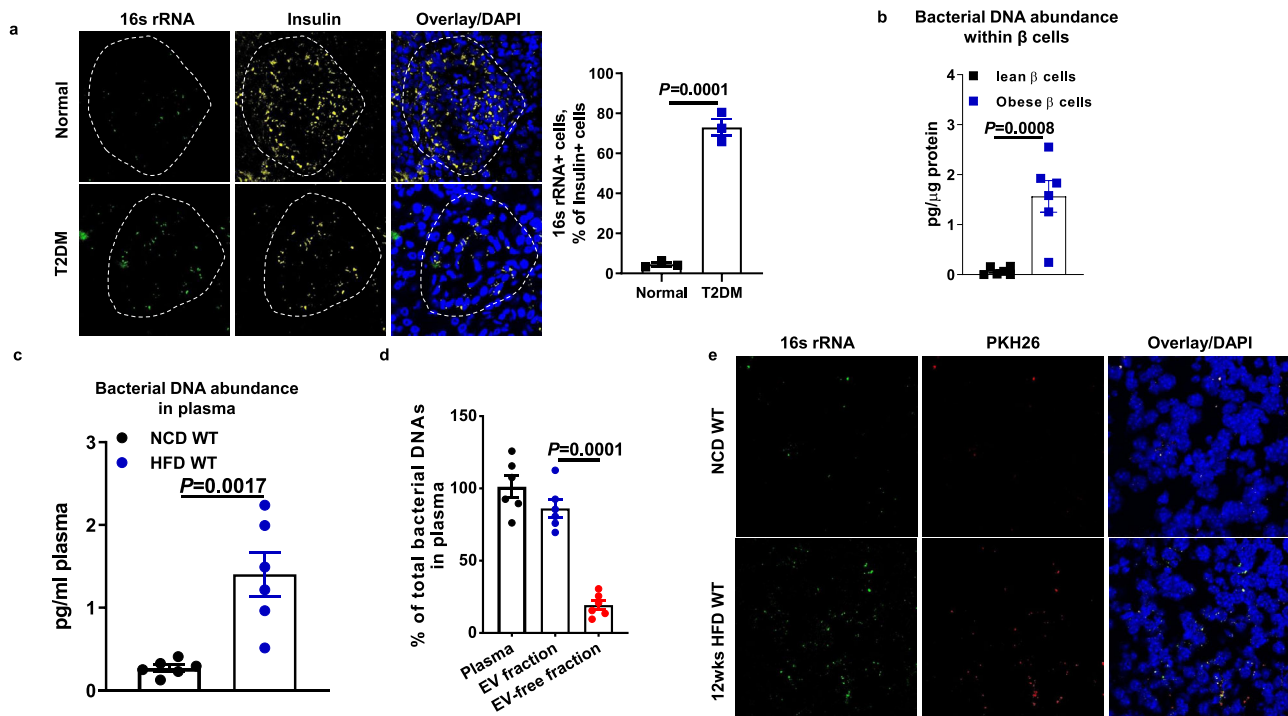 a
16s rRNA
Insulin
Overlay/DAPI
Normal
T2DM
16s rRNA+ cells,
% of Insulin+ cells
100
80
60
40
20
0
P=0.0001
Normal
T2DM
b
Bacterial DNA abundance
within β cells
pg/μg protein
4
3
2
1
0
lean β cells
Obese β cells
P=0.0008
c
Bacterial DNA abundance
in plasma
pg/ml plasma
3
2
1
0
NCD WT
HFD WT
P=0.0017
d
% of total bacterial DNAs
in plasma
150
100
50
0
P=0.0001
Plasma
EV fraction
EV-free fraction
e
16s rRNA
PKH26
Overlay/DAPI
NCD WT
12wks HFD WT